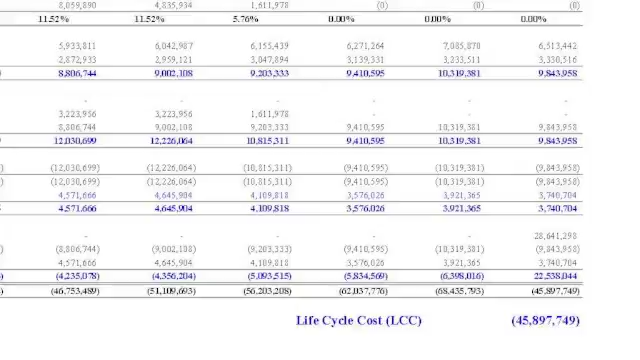 8,059,890 4,835,934 1,611,978 (0) (0) (0)
11.52% 11.52% 5.76% 0.00% 0.00% 0.00%
5,933,811 6,042,987 6,155,439 6,271,264 7,085,870 6,513,442
2,872,933 2,959,121 3,047,894 3,139,331 3,233,511 3,330,516
8,806,744 9,002,108 9,203,333 9,410,595 10,319,381 9,843,958
- - - - - -
3,223,956 3,223,956 1,611,978 - - -
8,806,744 9,002,108 9,203,333 9,410,595 10,319,381 9,843,958
12,030,699 12,226,064 10,815,311 9,410,595 10,319,381 9,843,958
(12,030,699) (12,226,064) (10,815,311) (9,410,595) (10,319,381) (9,843,958)
(12,030,699) (12,226,064) (10,815,311) (9,410,595) (10,319,381) (9,843,958)
4,571,666 4,645,904 4,109,818 3,576,026 3,921,365 3,740,704
4,571,666 4,645,904 4,109,818 3,576,026 3,921,365 3,740,704
- - - - - 28,641,298
(8,806,744) (9,002,108) (9,203,333) (9,410,595) (10,319,381) (9,843,958)
4,571,666 4,645,904 4,109,818 3,576,026 3,921,365 3,740,704
(4,235,078) (4,356,204) (5,093,515) (5,834,569) (6,398,016) 22,538,044
(46,753,489) (51,109,693) (56,203,208) (62,037,776) (68,435,793) (45,897,749)
Life Cycle Cost (LCC) (45,897,749)